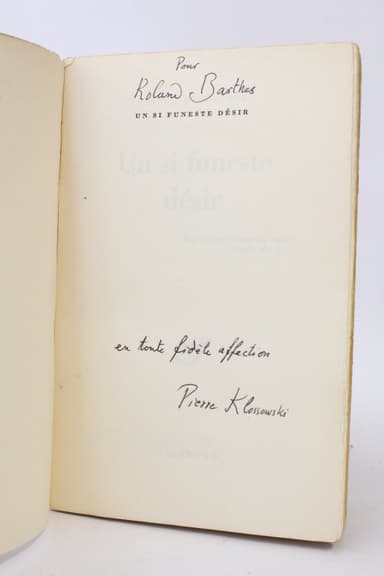 Pour
Roland Barthes
UN SI FUNESTE DÉSIR
Un si funeste
désir
en toute fidèle affection
Pierre Klossowski